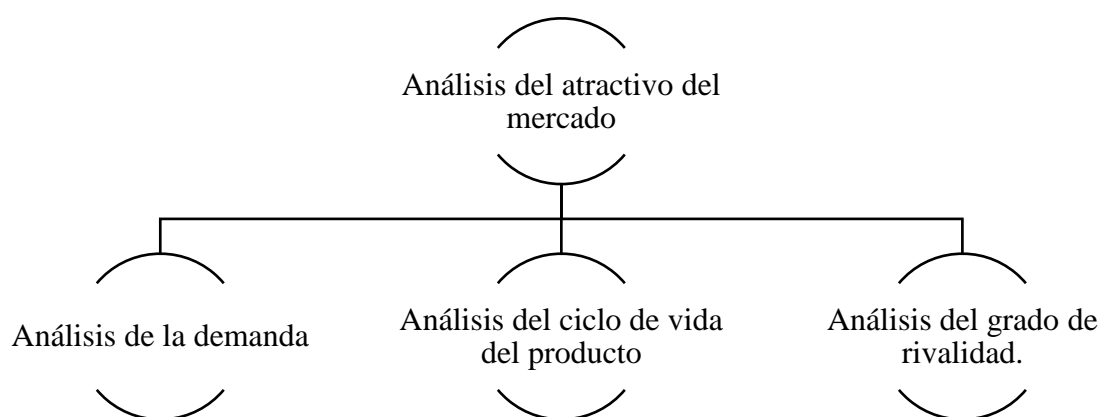 Análisis del atractivo del
mercado
Análisis de la demanda
Análisis del ciclo de vida
del producto
Análisis del grado de
rivalidad.